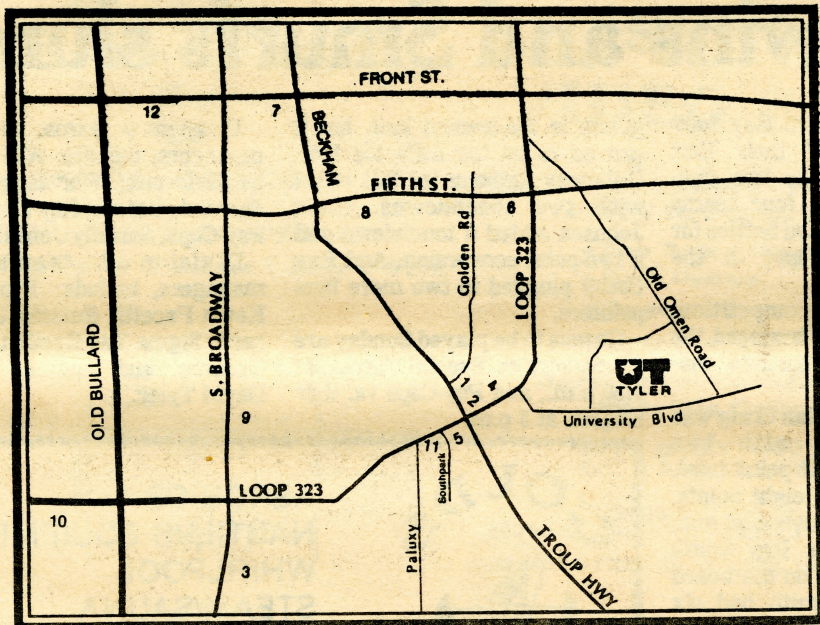 FRONT ST.
12
7
BECKHAM
FIFTH ST.
8
6
Golden Rd
LOOP 323
Old Omen Road
OLD BULLARD
S. BROADWAY
1
4
2
UT
TYLER
University Blvd
9
11
5
Southpark
LOOP 323
10
Paluxy
TROUP HWY
3